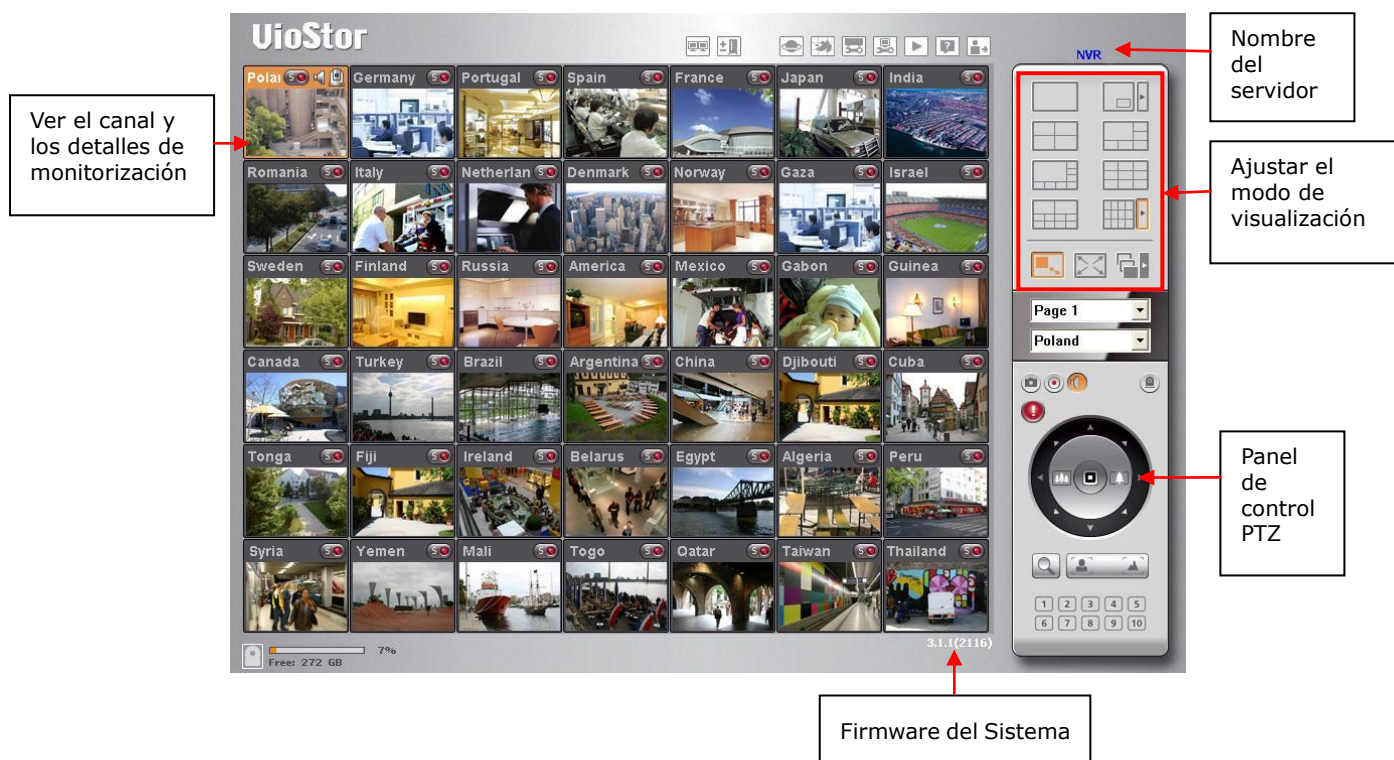 VioStor
NVR
Nombre
del
servidor
Ver el canal y
los detalles de
monitorización
Ajustar el
modo de
visualización
Polan
Germany
Portugal
Spain
France
Japan
India
Romania
Italy
Netherlan
Denmark
Norway
Gaza
Israel
Sweden
Finland
Russia
America
Mexico
Gabon
Guinea
Page 1
Poland
Canada
Turkey
Brazil
Argentina
China
Djibouti
Cuba
Tonga
Fiji
Ireland
Belarus
Egypt
Algeria
Peru
Panel
de
control
PTZ
Syria
Yemen
Mali
Togo
Qatar
Taiwan
Thailand
1 2 3 4 5
6 7 8 9 10
7%
Free: 272 GB
3.1.1(2116)
Firmware del Sistema